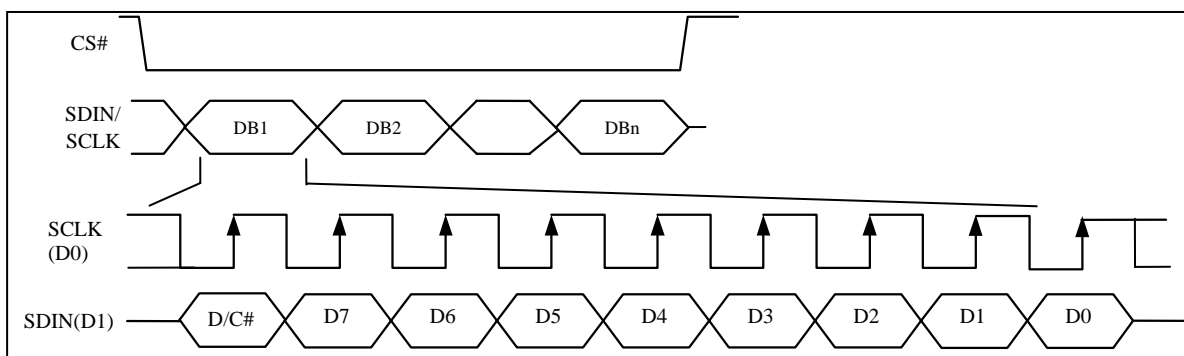 CS#
SDIN/
SCLK
DB1 DB2 DBn
SCLK
(D0)
SDIN(D1) D/C# D7 D6 D5 D4 D3 D2 D1 D0